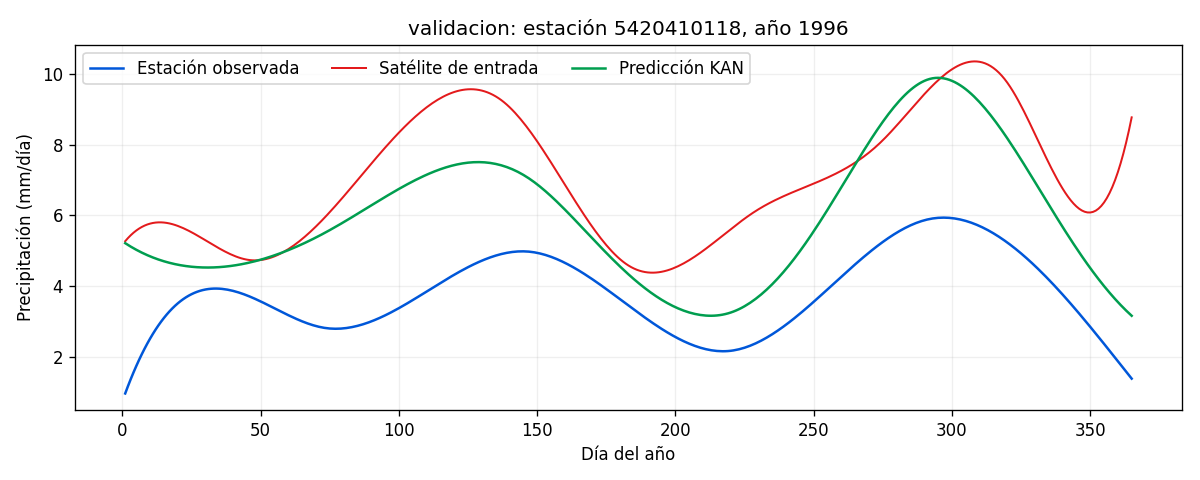 validacion: estación 5420410118, año 1996
Estación observada
Satélite de entrada
Predicción KAN
Precipitación (mm/día)
10
8
6
4
2
0
50
100
150
200
250
300
350
Día del año